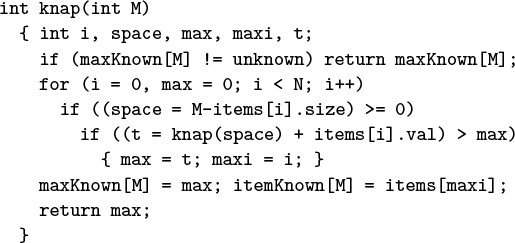 int knap(int M)
{ int i, space, max, maxi, t;
if (maxKnown[M] != unknown) return maxKnown[M];
for (i = 0, max = 0; i < N; i++)
if ((space = M-items[i].size) >= 0)
if ((t = knap(space) + items[i].val) > max)
{ max = t; maxi = i; }
maxKnown[M] = max; itemKnown[M] = items[maxi];
return max;
}